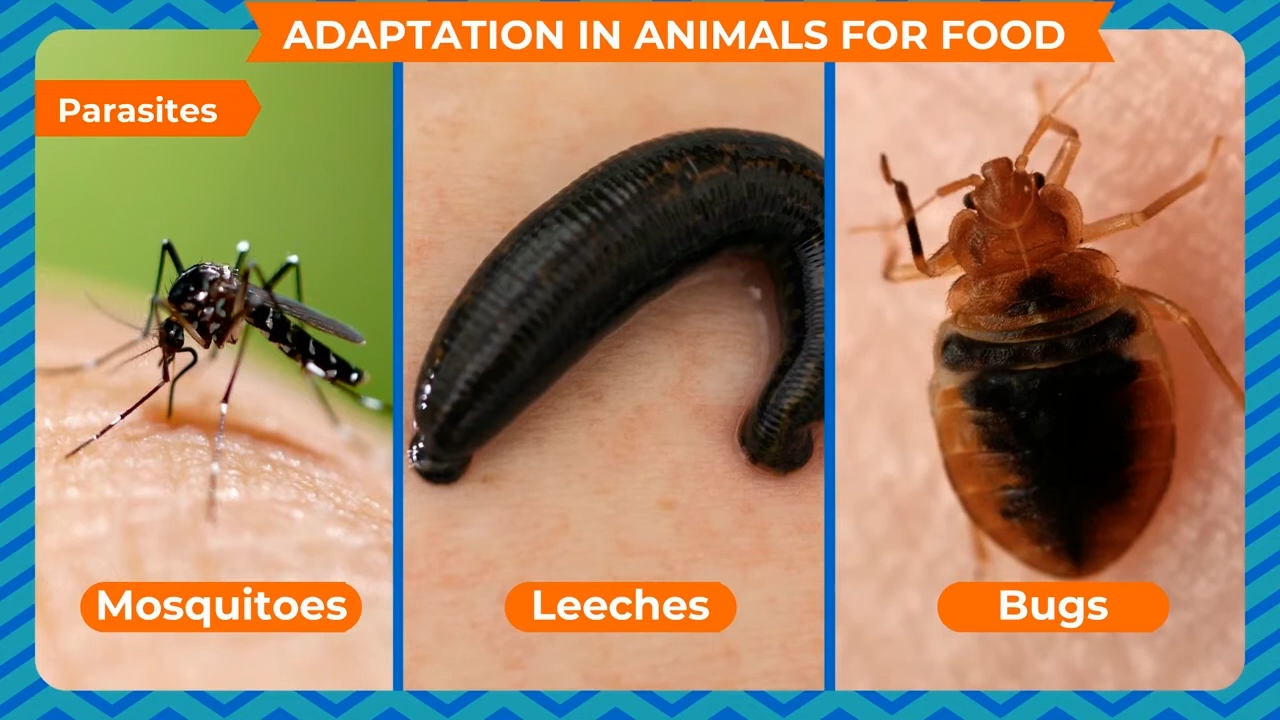 ADAPTATION IN ANIMALS FOR FOOD
Parasites
Mosquitoes
Leeches
Bugs